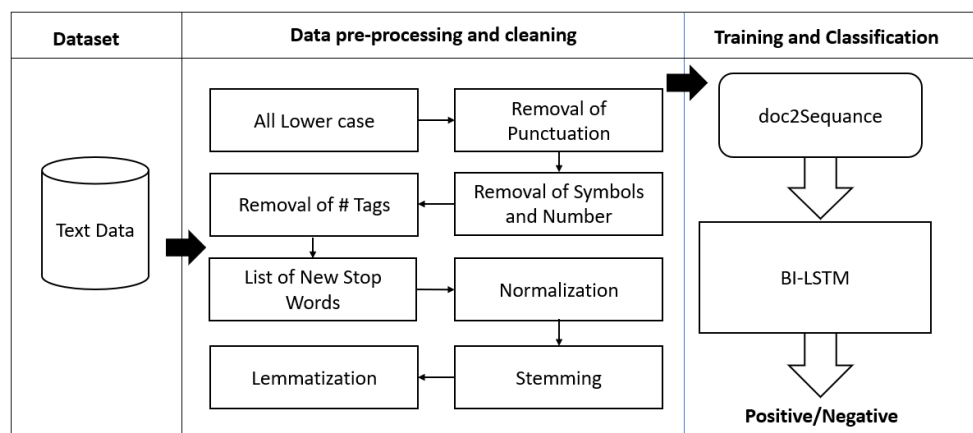 Dataset
Data pre-processing and cleaning
Training and Classification
Text Data
All Lower case
Removal of
Punctuation
Removal of Symbols
and Number
Removal of # Tags
List of New Stop
Words
Normalization
Stemming
Lemmatization
doc2Sequance
BI-LSTM
Positive/Negative